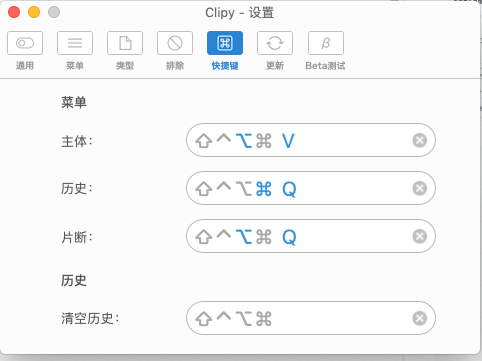 Clipy - 设置
通用 菜单 类型 排除 快捷键 更新 Beta测试
菜单
主体: ⇧⌃⌥⌘ V
历史: ⇧⌃⌥⌘ Q
片断: ⇧⌃⌥⌘ Q
历史
清空历史: ⇧⌃⌥⌘